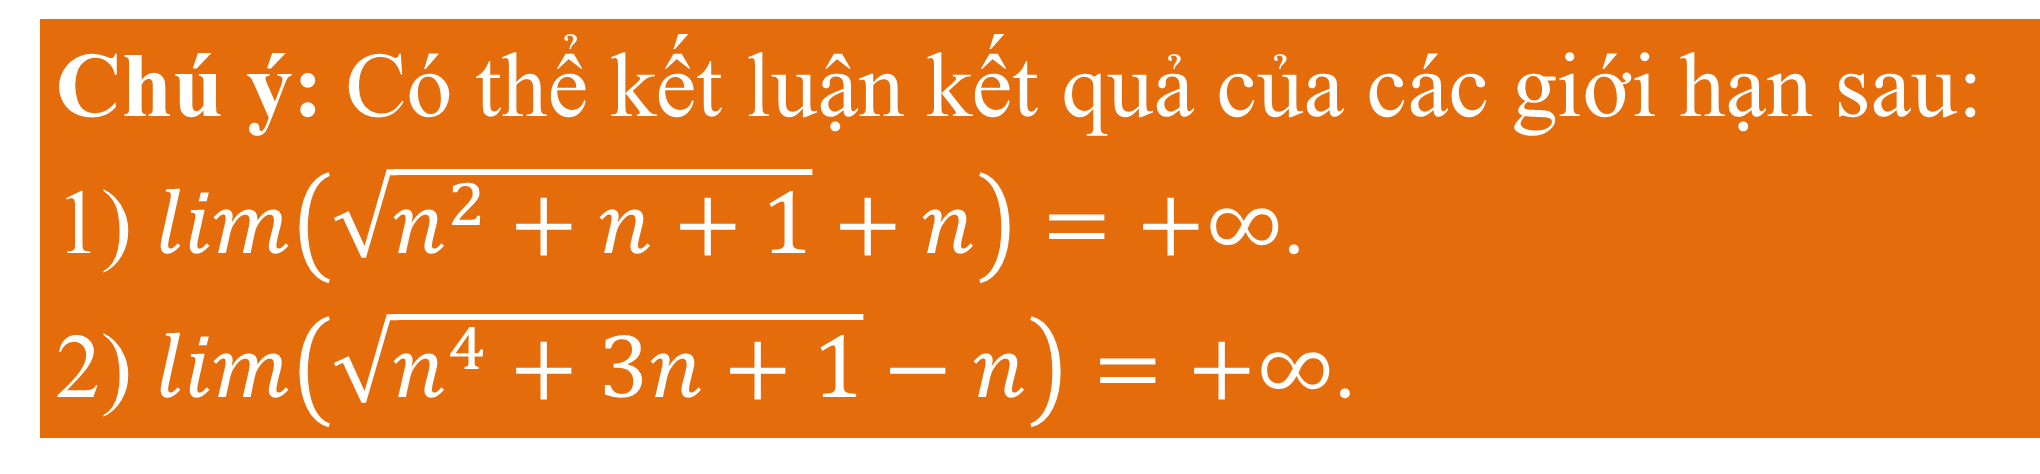 Chú ý: Có thể kết luận kết quả của các giới hạn sau:
1) lim(√(n² + n + 1) + n) = +∞.
2) lim(√(n⁴ + 3n + 1) − n) = +∞.